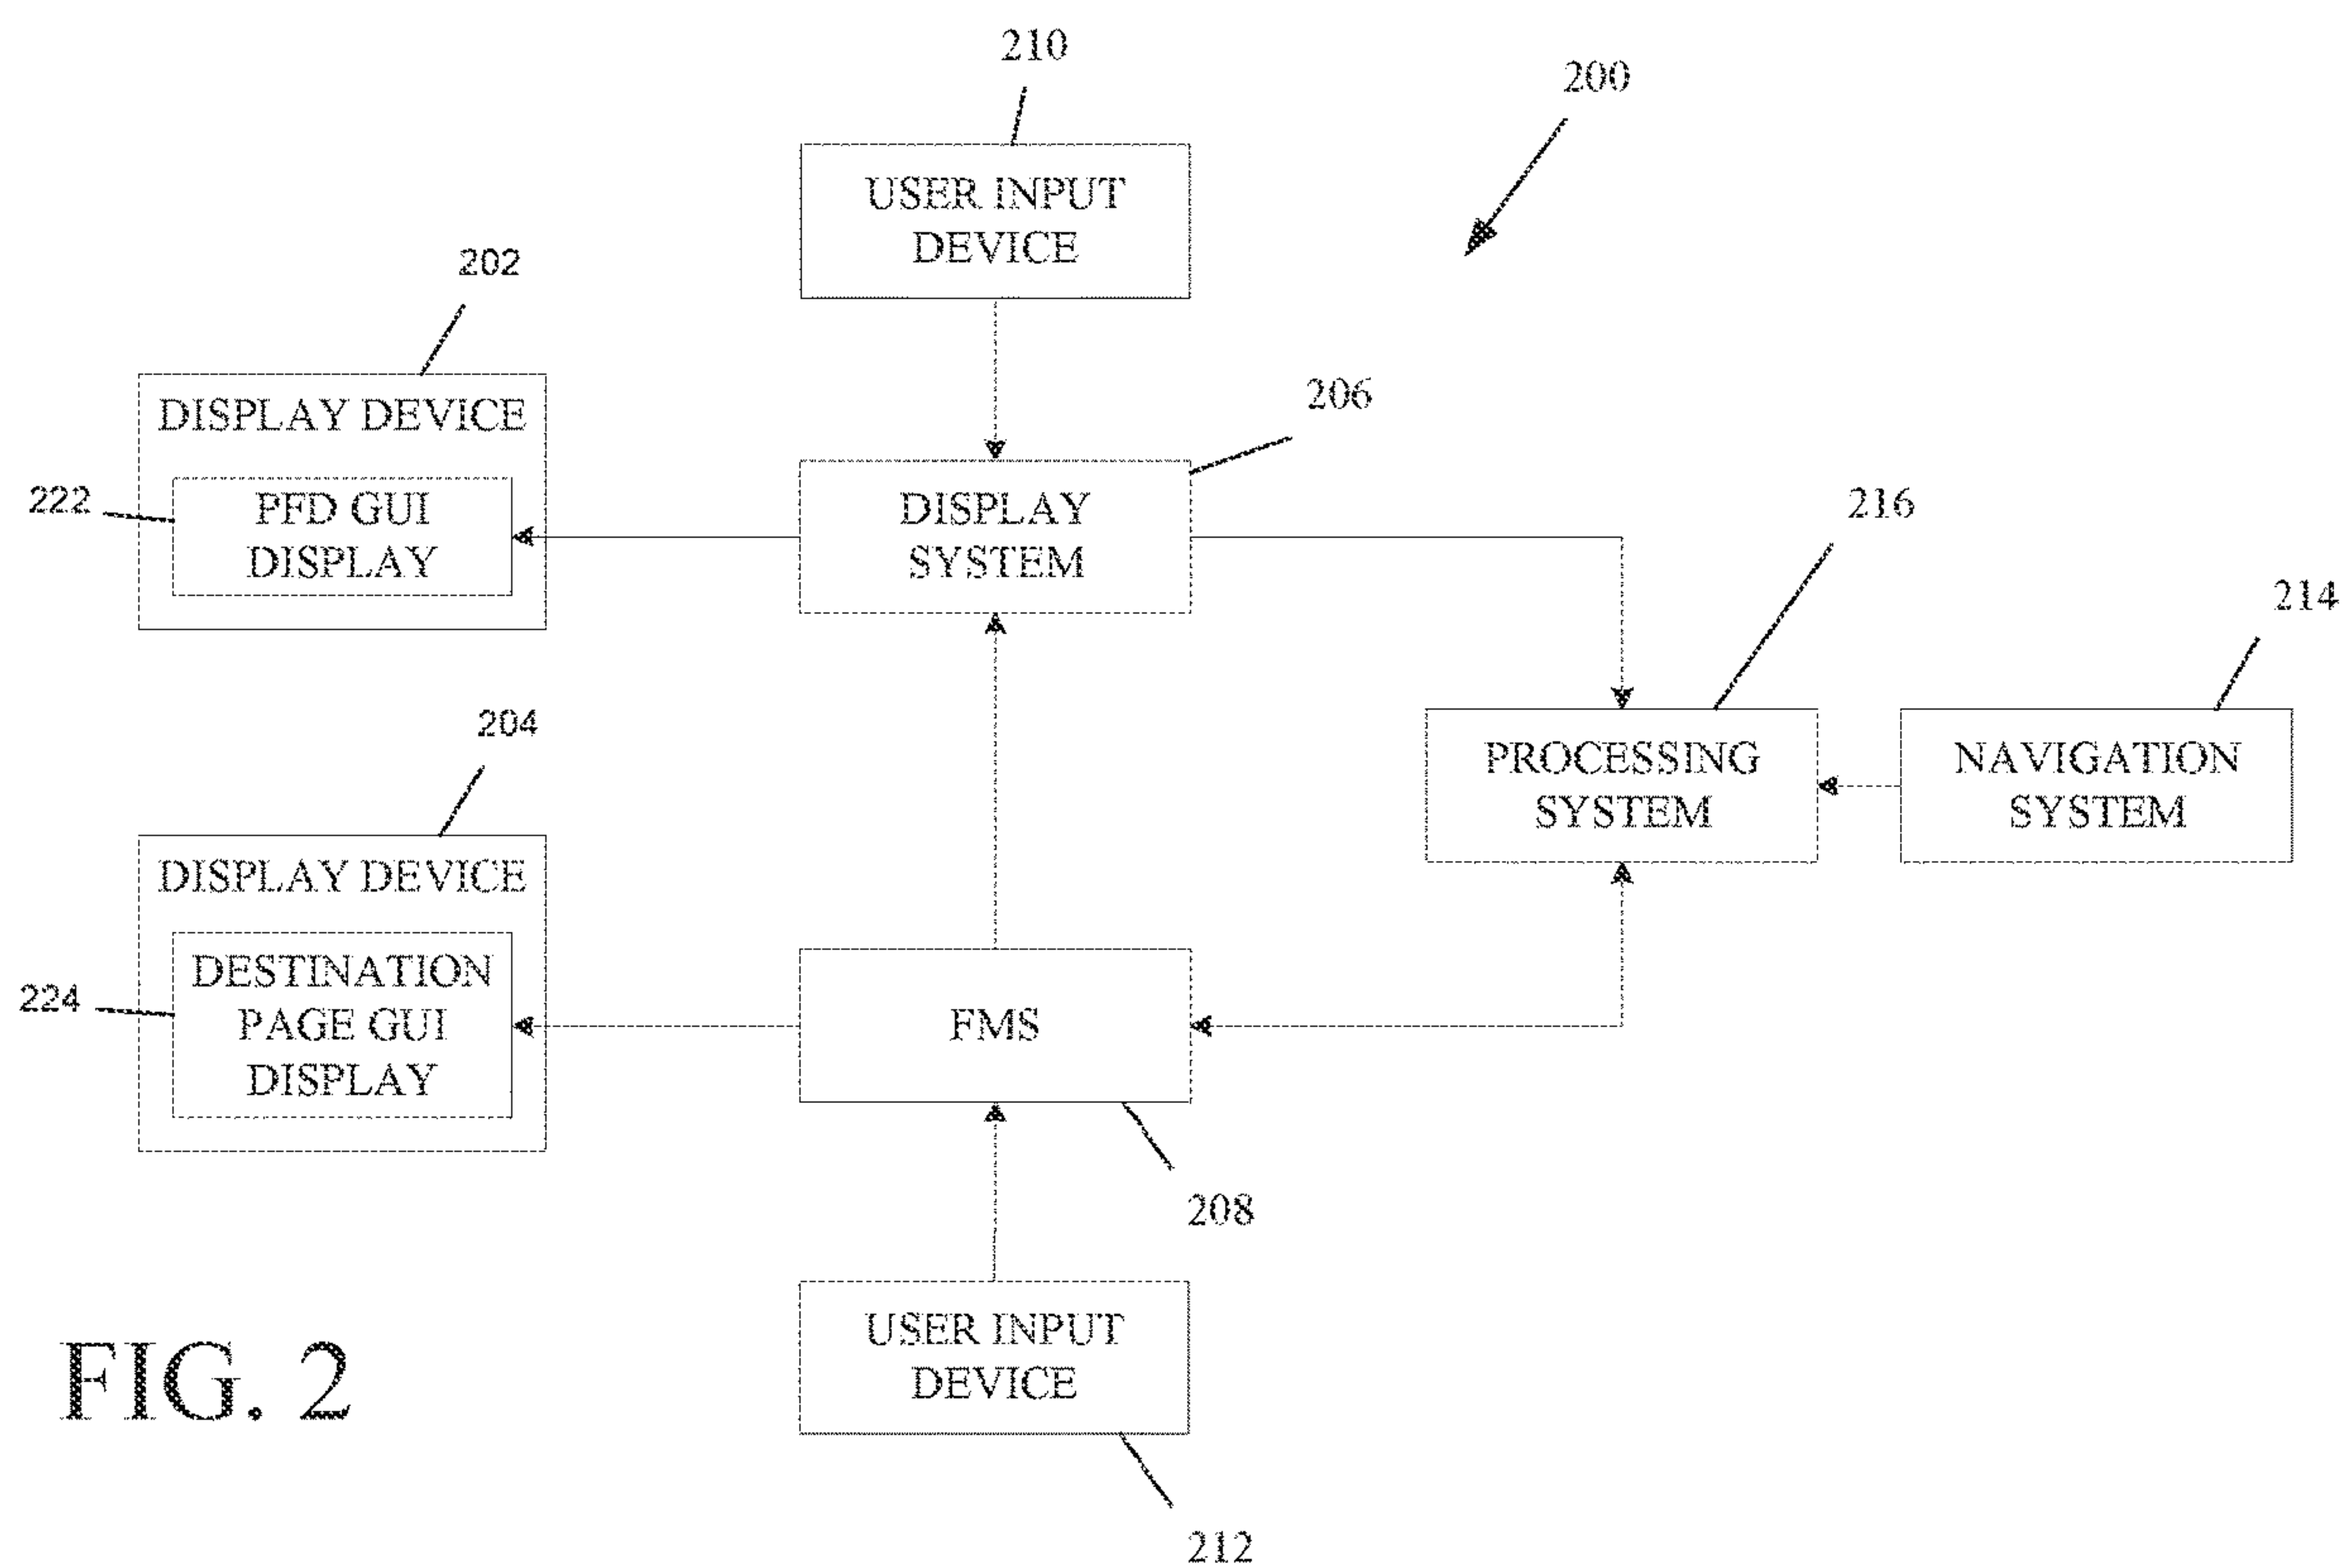 210
200
USER INPUT
DEVICE
202
DISPLAY DEVICE
206
222
PFD GUI
DISPLAY
DISPLAY
SYSTEM
216
214
204
PROCESSING
SYSTEM
NAVIGATION
SYSTEM
DISPLAY DEVICE
224
DESTINATION
PAGE GUI
DISPLAY
FMS
208
USER INPUT
DEVICE
FIG. 2
212